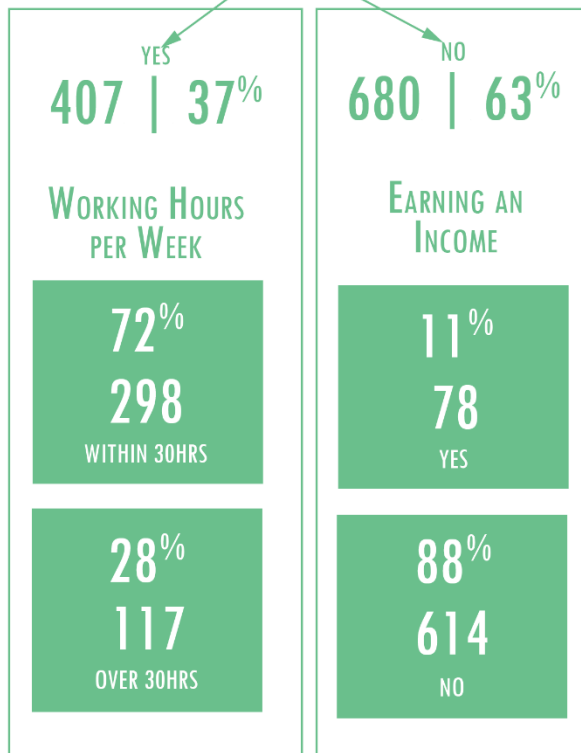 YES
407 | 37%
WORKING HOURS
PER WEEK
72%
298
WITHIN 30HRS
28%
117
OVER 30HRS
NO
680 | 63%
EARNING AN
INCOME
11%
78
YES
88%
614
NO